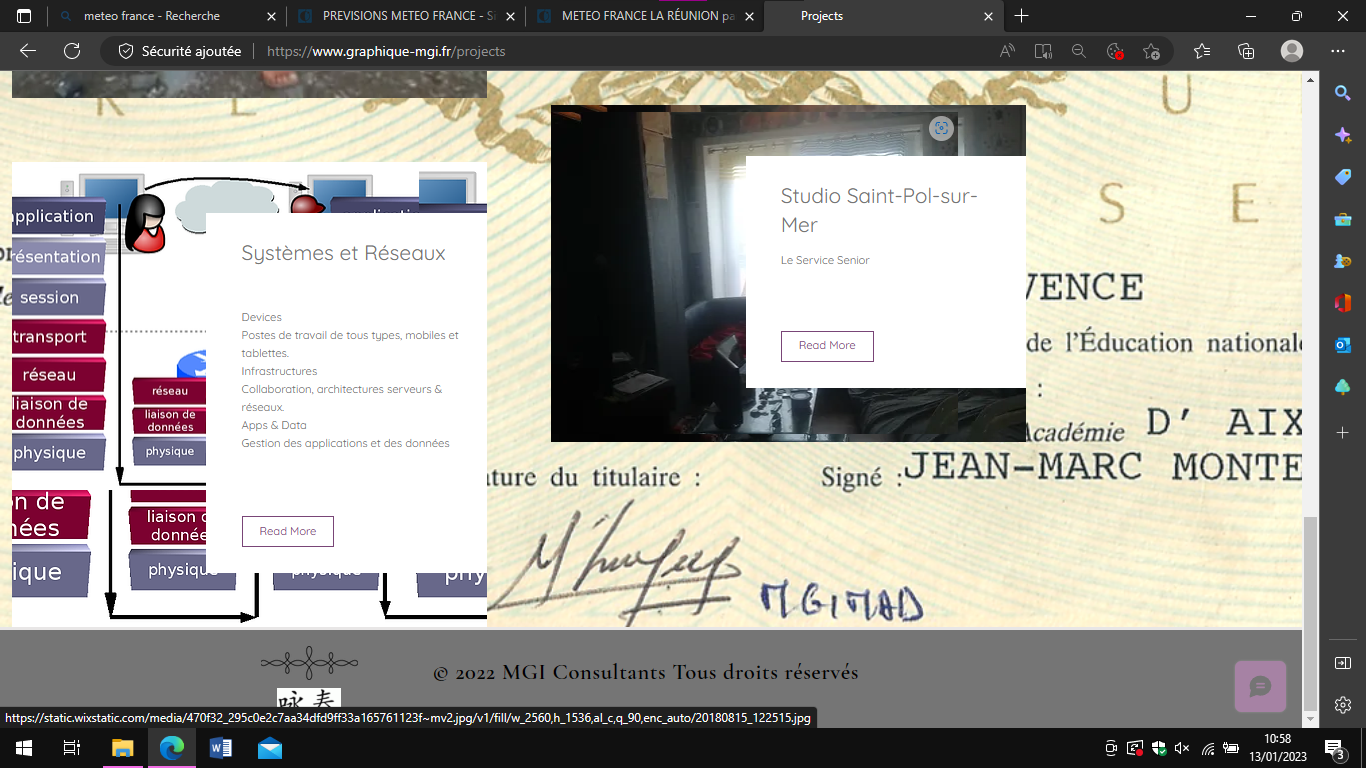 meteo france - Recherche
PREVISIONS METEO FRANCE - Si
METEO FRANCE LA RÉUNION pa
Projects
Sécurité ajoutée
https://www.graphique-mgi.fr/projects
U
S E
application
résentation
session
transport
réseau
liaison de
données
physique
réseau
liaison de
données
physique
Systèmes et Réseaux
Devices
Postes de travail de tous types, mobiles et
tablettes.
Infrastructures
Collaboration, architectures serveurs &
réseaux.
Apps & Data
Gestion des applications et des données
Read More
Studio Saint-Pol-sur-
Mer
Le Service Senior
Read More
VENCE
de l'Éducation national
:
Académie D' AIX
ature du titulaire :
Signé : JEAN-MARC MONTE
MGIMAD
on de
nées
ique
liaison d
donnée
physique
physique
phy
© 2022 MGI Consultants Tous droits réservés
咏春
https://static.wixstatic.com/media/470f32_295c0e2c7aa34dfd9ff33a165761123f~mv2.jpg/v1/fill/w_2560,h_1536,al_c,q_90,enc_auto/20180815_122515.jpg
10:58
13/01/2023
3